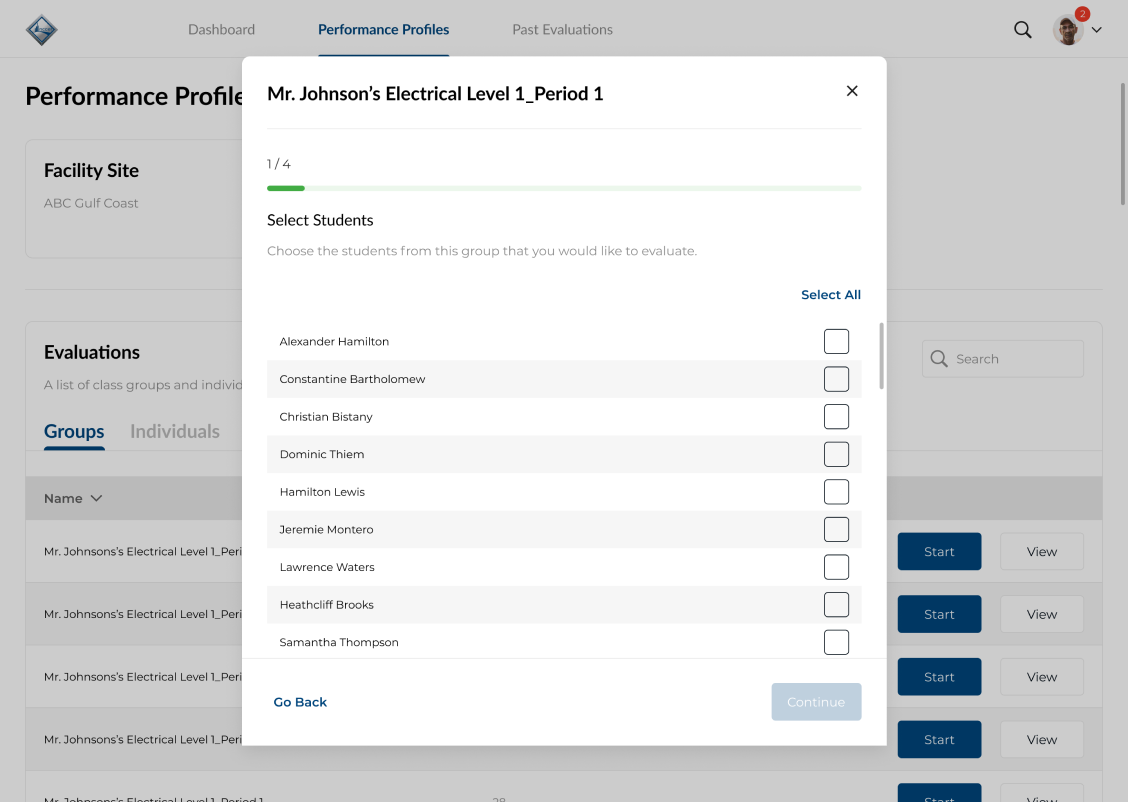 Dashboard Performance Profiles Past Evaluations 2
Performance Profile
Facility Site
ABC Gulf Coast
Evaluations
A list of class groups and individ
Search
Groups Individuals
Name
Mr. Johnsons's Electrical Level 1_Peri Start View
Mr. Johnsons's Electrical Level 1_Peri Start View
Mr. Johnsons's Electrical Level 1_Peri Start View
Mr. Johnsons's Electrical Level 1_Peri Start View
Mr. Johnsons's Electrical Level 1_Period 1 28 Start View
Mr. Johnson’s Electrical Level 1_Period 1
1 / 4
Select Students
Choose the students from this group that you would like to evaluate.
Select All
Alexander Hamilton
Constantine Bartholomew
Christian Bistany
Dominic Thiem
Hamilton Lewis
Jeremie Montero
Lawrence Waters
Heathcliff Brooks
Samantha Thompson
Go Back Continue